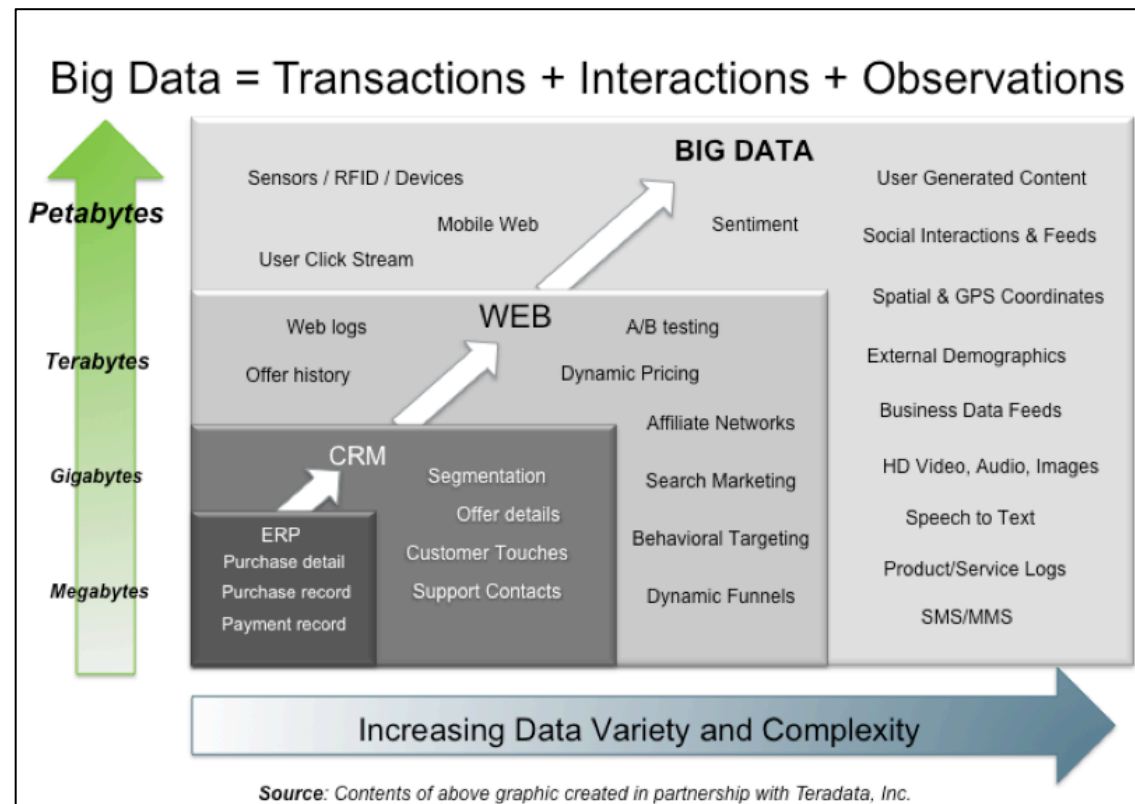 Big Data = Transactions + Interactions + Observations
BIG DATA
Sensors / RFID / Devices
User Generated Content
Petabytes
Mobile Web
Sentiment
Social Interactions & Feeds
User Click Stream
Spatial & GPS Coordinates
WEB
Web logs
A/B testing
Terabytes
External Demographics
Offer history
Dynamic Pricing
Business Data Feeds
Affiliate Networks
CRM
Gigabytes
Segmentation
Search Marketing
HD Video, Audio, Images
Offer details
Speech to Text
ERP
Customer Touches
Behavioral Targeting
Purchase detail
Product/Service Logs
Megabytes
Purchase record
Support Contacts
Dynamic Funnels
SMS/MMS
Payment record
Increasing Data Variety and Complexity
Source: Contents of above graphic created in partnership with Teradata, Inc.